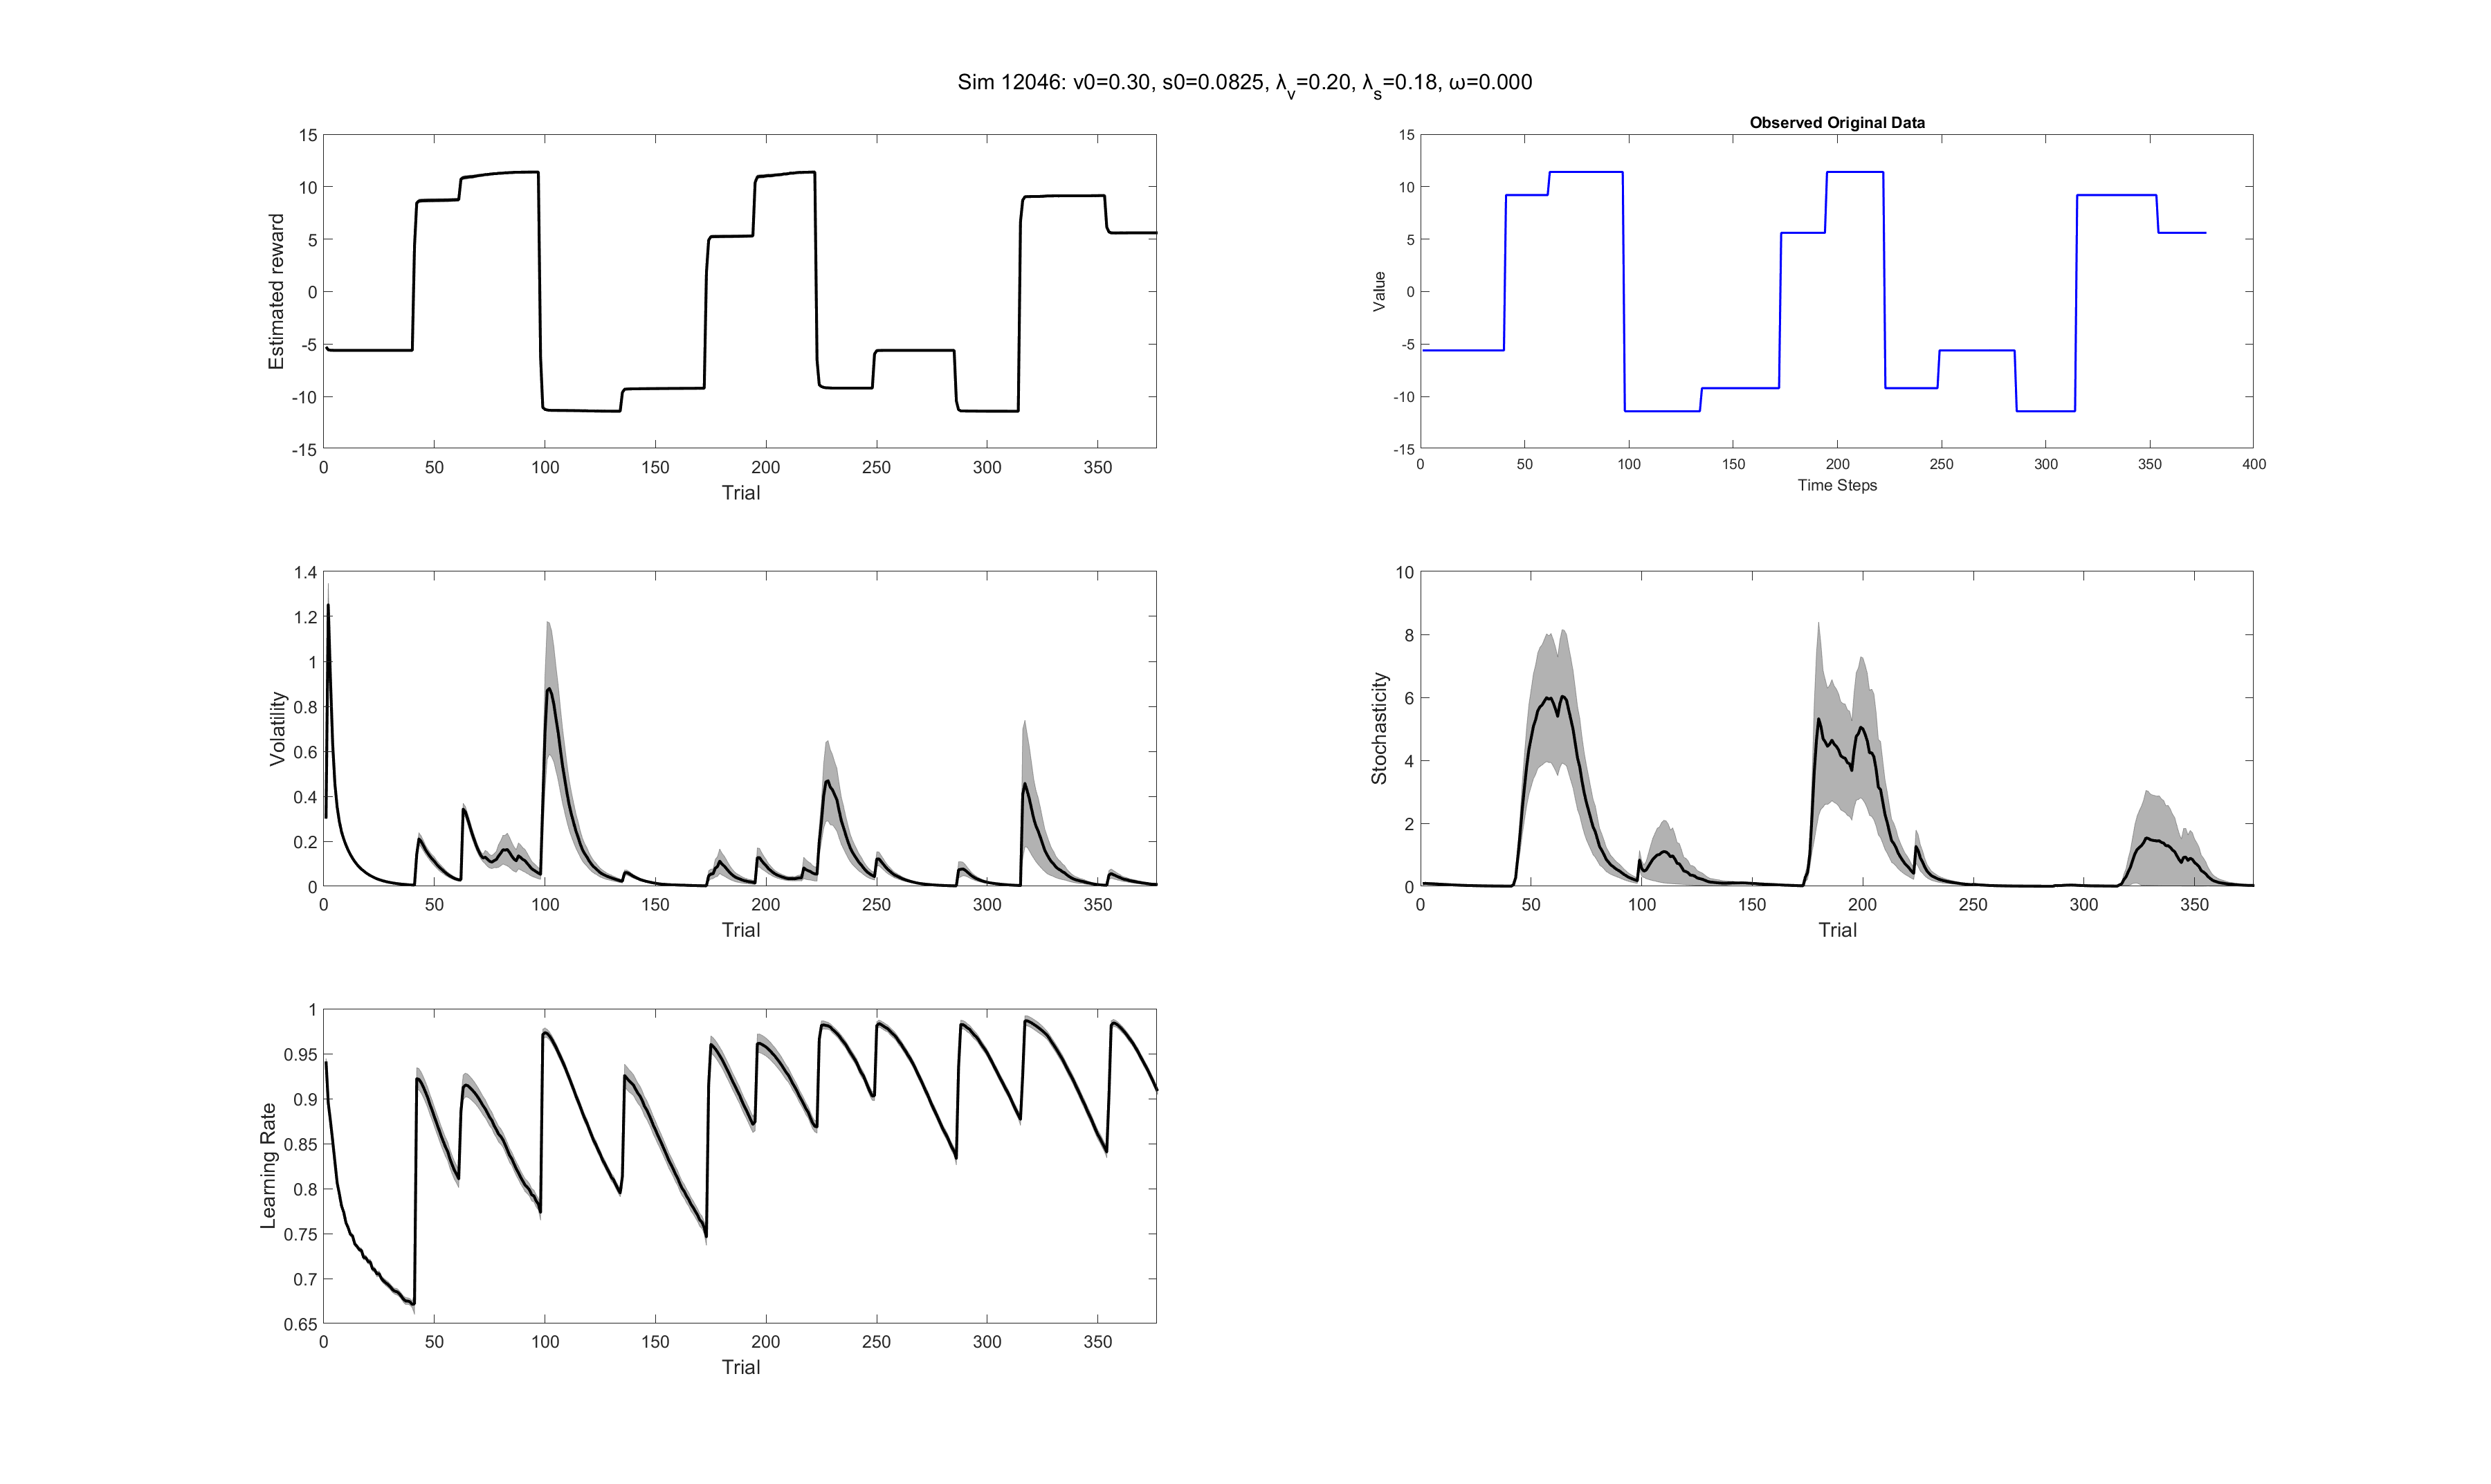 Sim 12046: v0=0.30, s0=0.0825, λv=0.20, λs=0.18, ω=0.000
15
10
5
0
-5
-10
-15
Estimated reward
0 50 100 150 200 250 300 350
Trial
Observed Original Data
15
10
5
0
-5
-10
-15
Value
0 50 100 150 200 250 300 350 400
Time Steps
1.4
1.2
1
0.8
0.6
0.4
0.2
0
Volatility
0 50 100 150 200 250 300 350
Trial
10
8
6
4
2
0
Stochasticity
0 50 100 150 200 250 300 350
Trial
1
0.95
0.9
0.85
0.8
0.75
0.7
0.65
Learning Rate
0 50 100 150 200 250 300 350
Trial